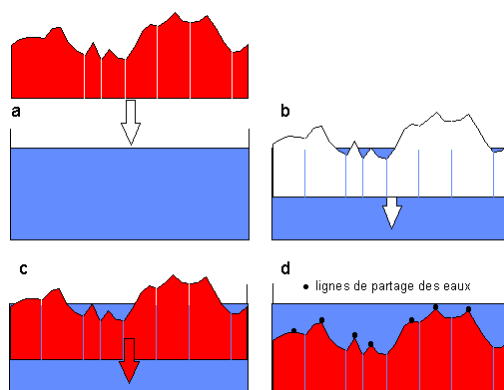 a
b
c
d
• lignes de partage des eaux